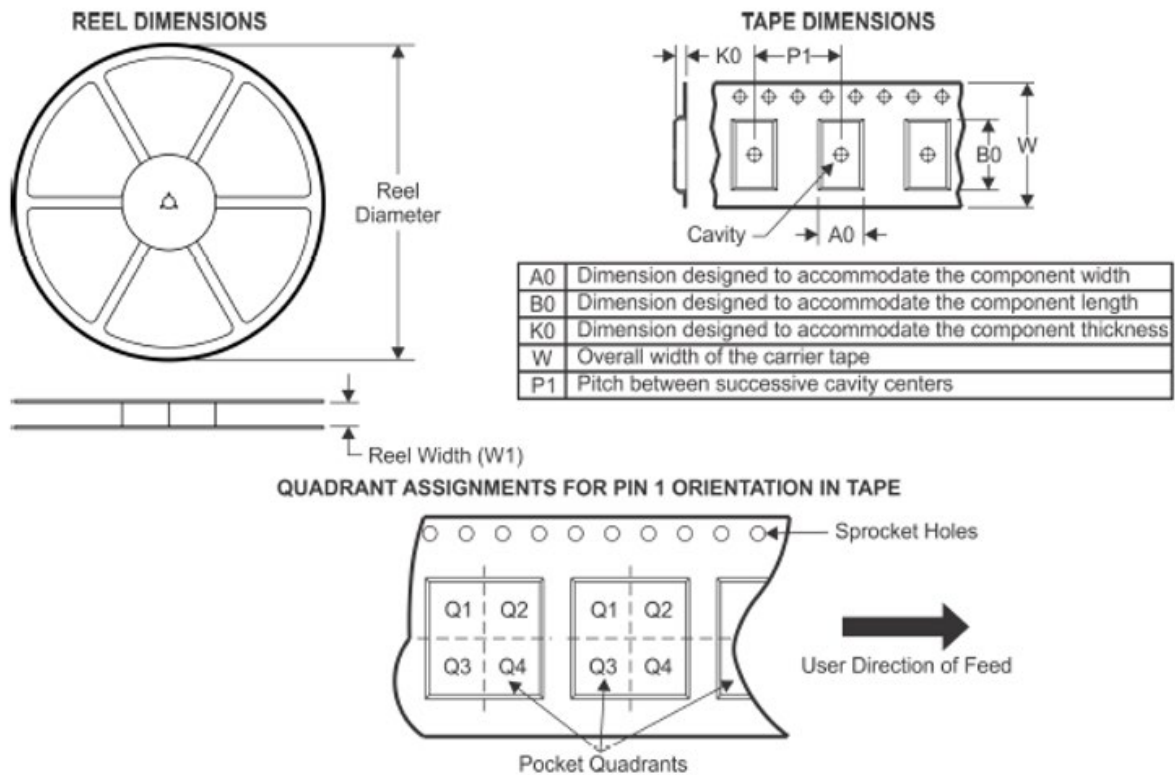 REEL DIMENSIONS
Reel
Diameter
Reel Width (W1)
TAPE DIMENSIONS
K0
P1
B0
W
Cavity
A0
A0 Dimension designed to accommodate the component width
B0 Dimension designed to accommodate the component length
K0 Dimension designed to accommodate the component thickness
W Overall width of the carrier tape
P1 Pitch between successive cavity centers
QUADRANT ASSIGNMENTS FOR PIN 1 ORIENTATION IN TAPE
Sprocket Holes
Q1 Q2 Q1 Q2
Q3 Q4 Q3 Q4
User Direction of Feed
Pocket Quadrants